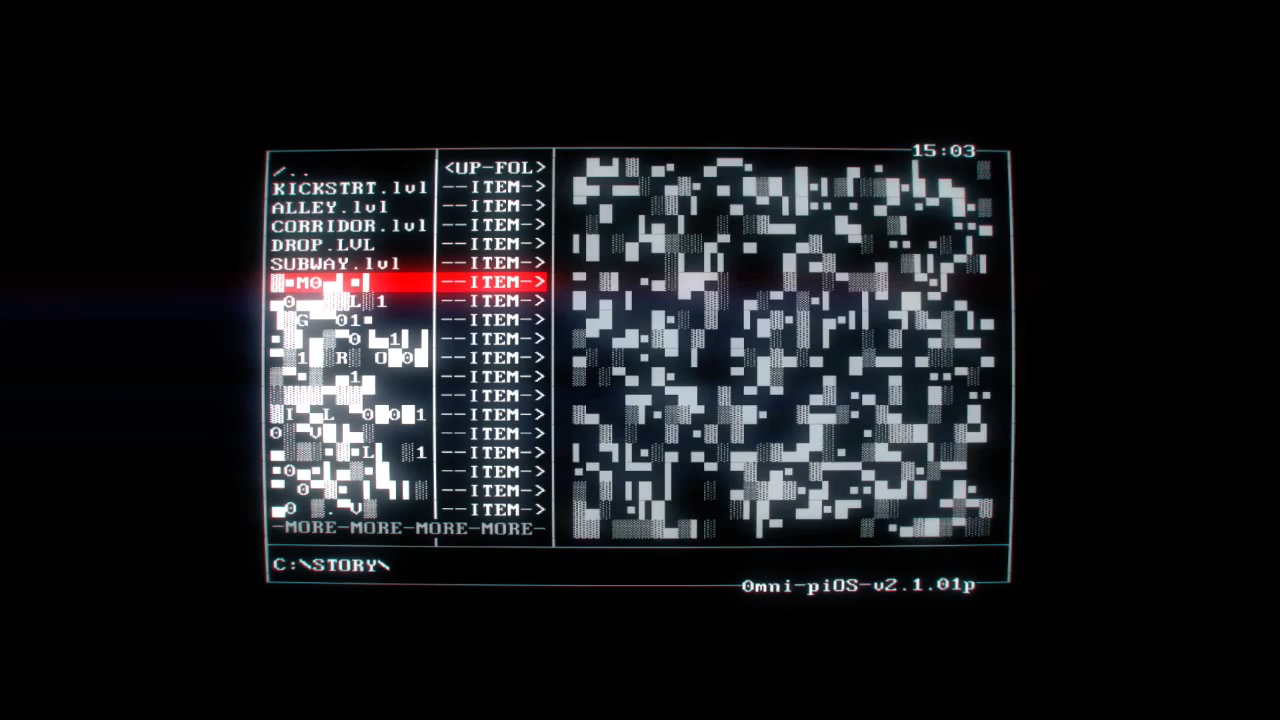 15:03
/.. <UP-FOL>
KICKSTRT.lvl --ITEM->
ALLEY.lvl --ITEM->
CORRIDOR.lvl --ITEM->
DROP.LVL --ITEM->
SUBWAY.lvl --ITEM->
--ITEM->
--ITEM->
--ITEM->
--ITEM->
--ITEM->
--ITEM->
--ITEM->
--ITEM->
--ITEM->
--ITEM->
--ITEM->
--ITEM->
--ITEM->
-MORE-MORE-MORE-MORE-
C:\STORY\
Omni-piOS-v2.1.01p